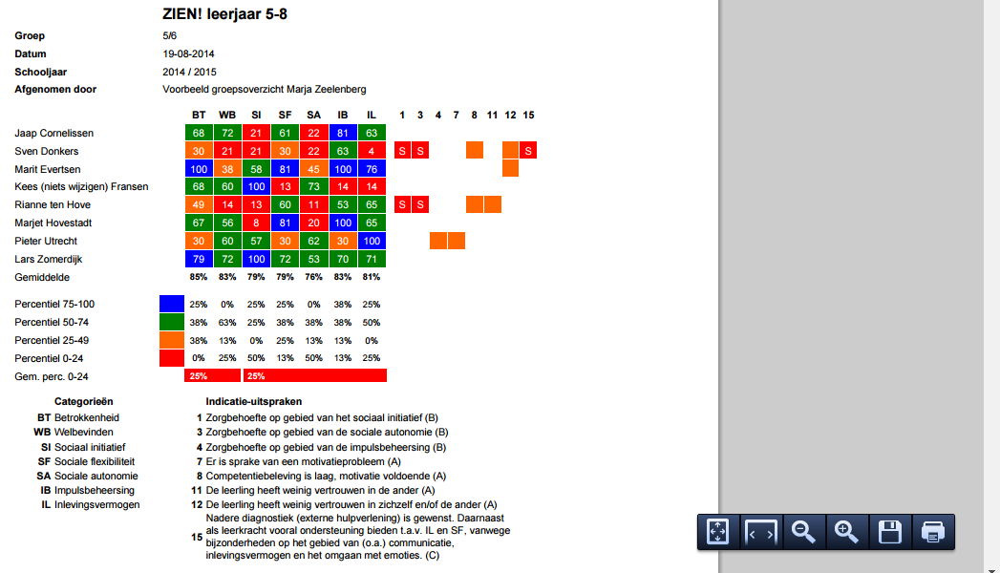 ZIEN! leerjaar 5-8
Groep 5/6
Datum 19-08-2014
Schooljaar 2014 / 2015
Afgenomen door Voorbeeld groepsoverzicht Marja Zeelenberg
BT WB SI SF SA IB IL 1 3 4 7 8 11 12 15
Jaap Cornelissen 68 72 21 61 22 81 63
Sven Donkers 30 21 21 30 22 63 4 S S S
Marit Evertsen 100 38 58 81 45 100 76
Kees (niets wijzigen) Fransen 68 60 100 13 73 14 14
Rianne ten Hove 49 14 13 60 11 53 65 S S
Marjet Hovestadt 67 56 8 81 20 100 65
Pieter Utrecht 30 60 57 30 62 30 100
Lars Zomerdijk 79 72 100 72 53 70 71
Gemiddelde 85% 83% 79% 79% 76% 83% 81%
Percentiel 75-100 25% 0% 25% 25% 0% 38% 25%
Percentiel 50-74 38% 63% 25% 38% 38% 38% 50%
Percentiel 25-49 38% 13% 0% 25% 13% 13% 0%
Percentiel 0-24 0% 25% 50% 13% 50% 13% 25%
Gem. perc. 0-24 25% 25%
Categorieën
BT Betrokkenheid
WB Welbevinden
SI Sociaal initiatief
SF Sociale flexibiliteit
SA Sociale autonomie
IB Impulsbeheersing
IL Inlevingsvermogen
Indicatie-uitspraken
1 Zorgbehoefte op gebied van het sociaal initiatief (B)
3 Zorgbehoefte op gebied van de sociale autonomie (B)
4 Zorgbehoefte op gebied van de impulsbeheersing (B)
7 Er is sprake van een motivatieprobleem (A)
8 Competentiebeleving is laag, motivatie voldoende (A)
11 De leerling heeft weinig vertrouwen in de ander (A)
12 De leerling heeft weinig vertrouwen in zichzelf en/of de ander (A)
Nadere diagnostiek (externe hulpverlening) is gewenst. Daarnaast
als leerkracht vooral ondersteuning bieden t.a.v. IL en SF, vanwege
15 bijzonderheden op het gebied van (o.a.) communicatie,
inlevingsvermogen en het omgaan met emoties. (C)